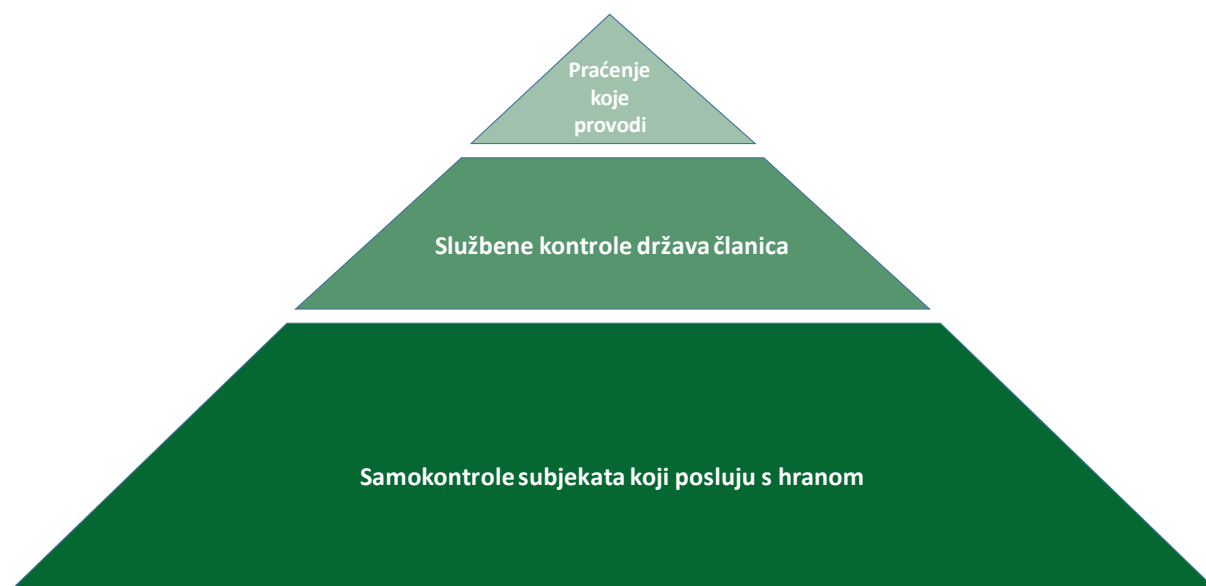 Praćenje
koje
provodi
Službene kontrole država članica
Samokontrole subjekata koji posluju s hranom